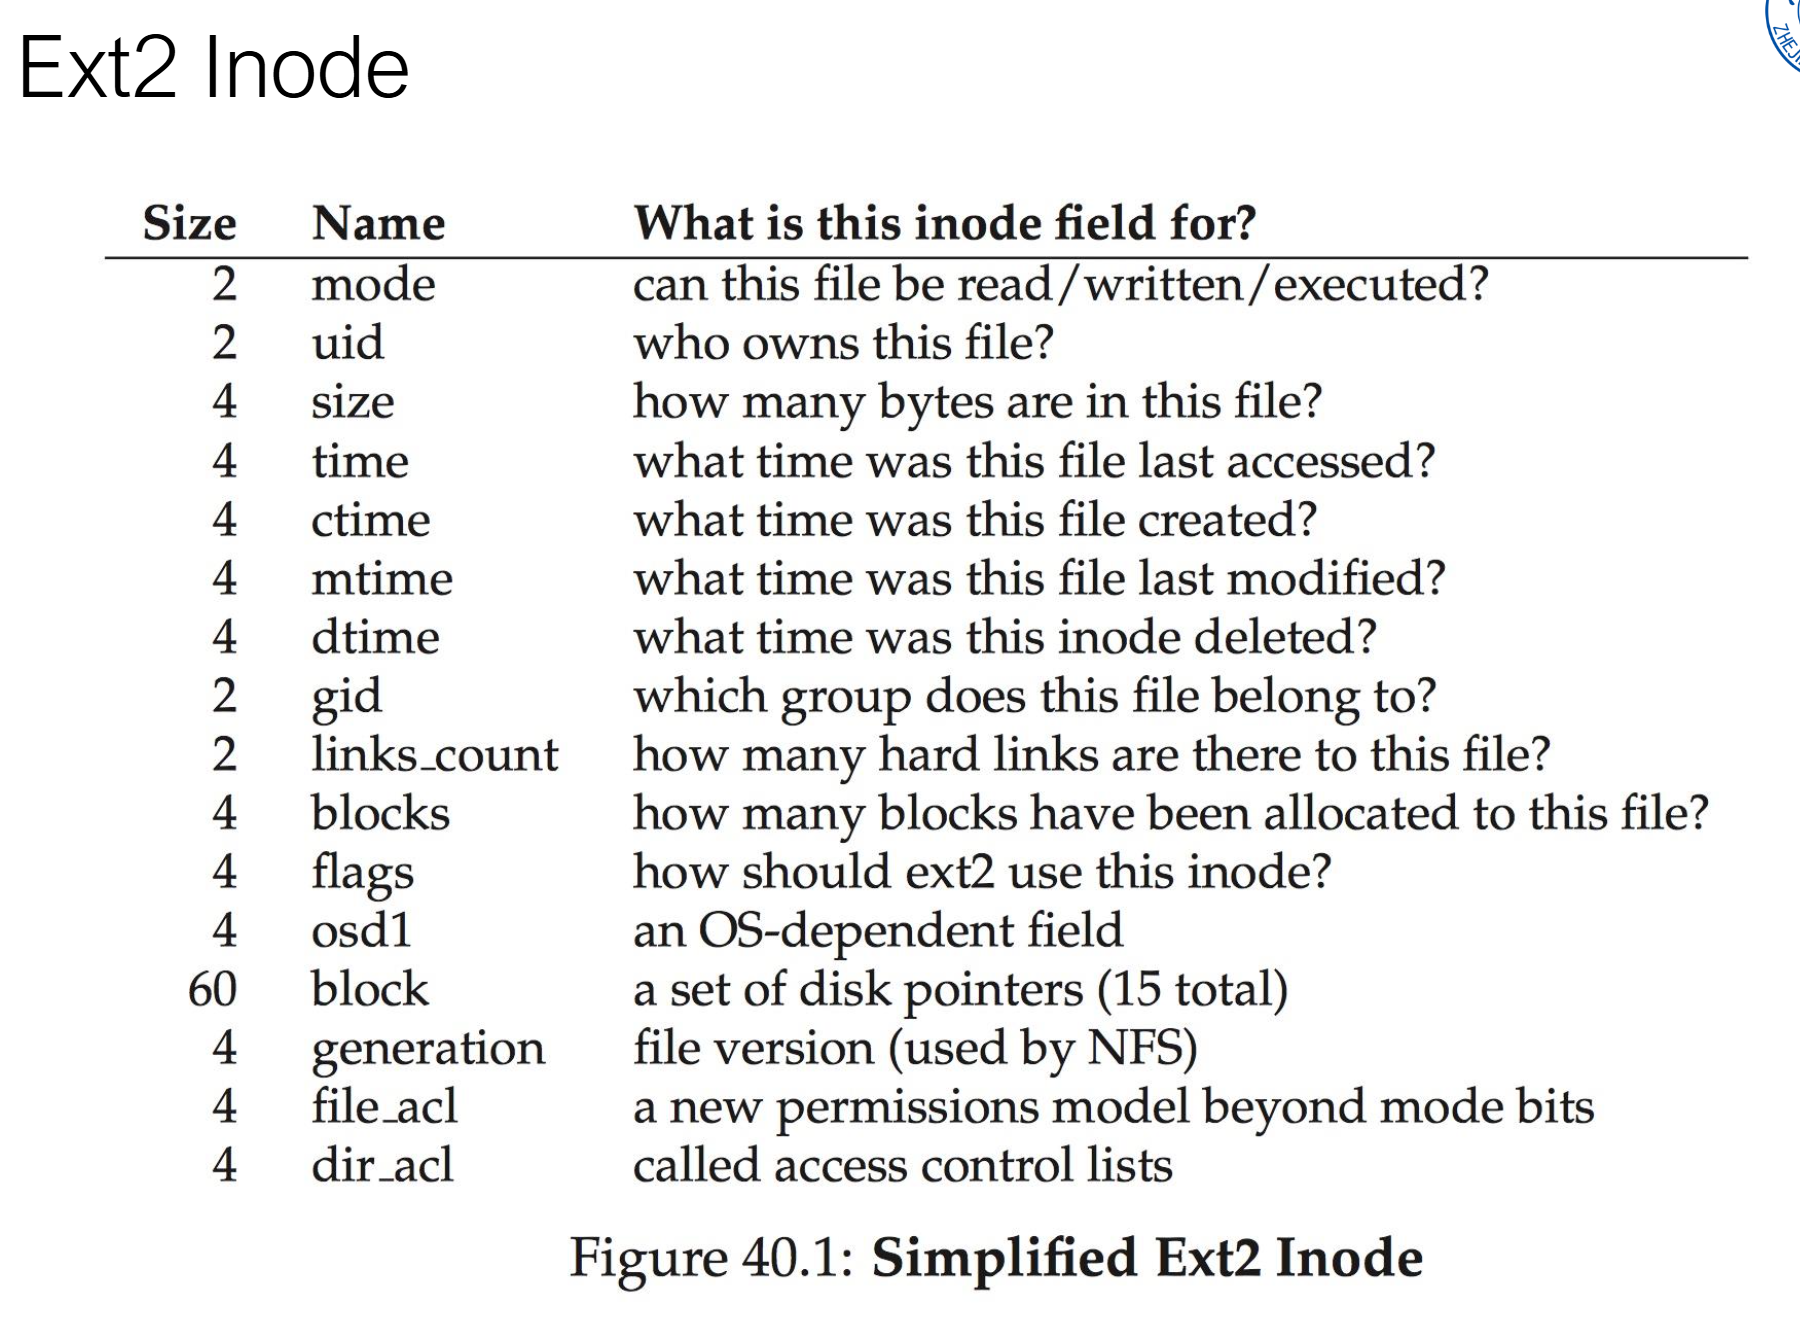 Ext2 Inode
Size Name What is this inode field for?
2 mode can this file be read/written/executed?
2 uid who owns this file?
4 size how many bytes are in this file?
4 time what time was this file last accessed?
4 ctime what time was this file created?
4 mtime what time was this file last modified?
4 dtime what time was this inode deleted?
2 gid which group does this file belong to?
2 links_count how many hard links are there to this file?
4 blocks how many blocks have been allocated to this file?
4 flags how should ext2 use this inode?
4 osd1 an OS-dependent field
60 block a set of disk pointers (15 total)
4 generation file version (used by NFS)
4 file_acl a new permissions model beyond mode bits
4 dir_acl called access control lists
Figure 40.1: Simplified Ext2 Inode